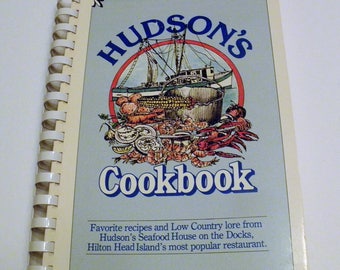 HUDSON'S
Cookbook
Favorite recipes and Low Country lore from
Hudson's Seafood House on the Docks,
Hilton Head Island's most popular restaurant.